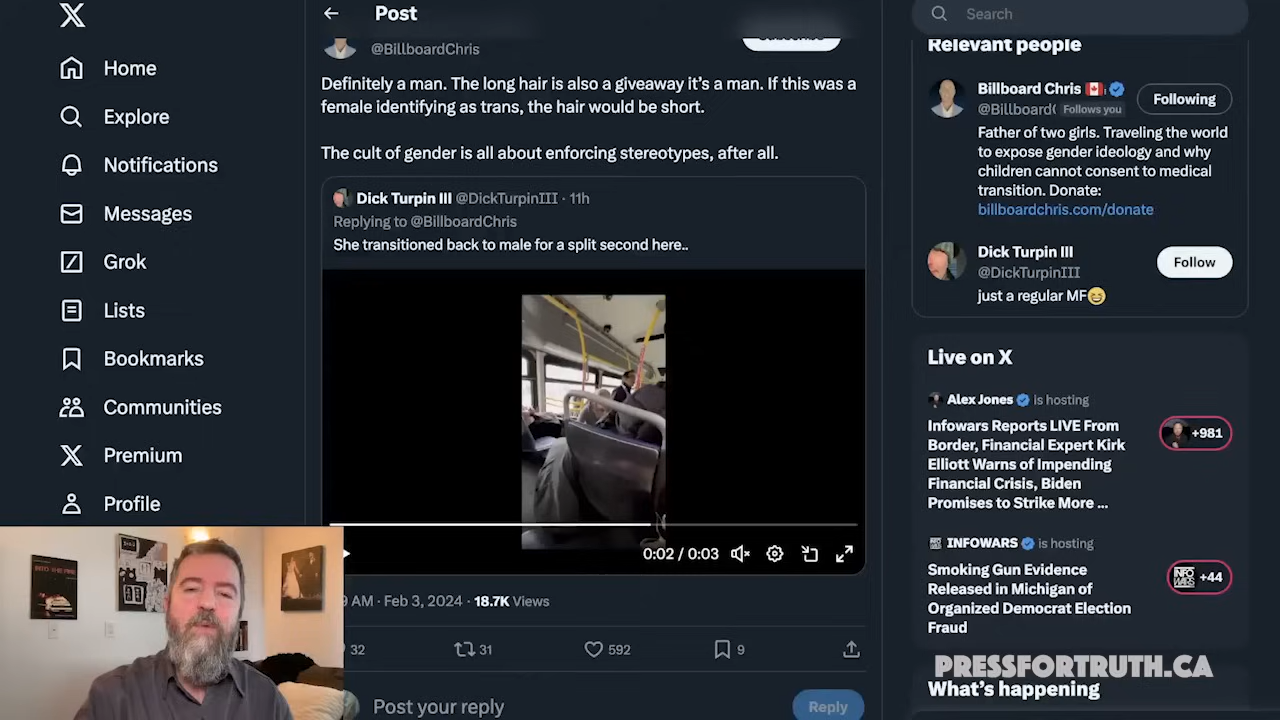 Home
Explore
Notifications
Messages
Grok
Lists
Bookmarks
Communities
Premium
Profile
Post
@BillboardChris
Definitely a man. The long hair is also a giveaway it's a man. If this was a
female identifying as trans, the hair would be short.
The cult of gender is all about enforcing stereotypes, after all.
Dick Turpin III @DickTurpinIII · 11h
Replying to @BillboardChris
She transitioned back to male for a split second here..
0:02 / 0:03
AM · Feb 3, 2024 · 18.7K Views
32
31
592
9
Post your reply
Reply
Search
Relevant people
Billboard Chris
Following
@Billboard
Follows you
Father of two girls. Traveling the world
to expose gender ideology and why
children cannot consent to medical
transition. Donate:
billboardchris.com/donate
Dick Turpin III
Follow
@DickTurpinIII
just a regular MF😄
Live on X
Alex Jones is hosting
Infowars Reports LIVE From
Border, Financial Expert Kirk
Elliott Warns of Impending
Financial Crisis, Biden
Promises to Strike More ...
+981
INFOWARS is hosting
Smoking Gun Evidence
Released in Michigan of
Organized Democrat Election
Fraud
+44
PRESSFORTRUTH.CA
What's happening